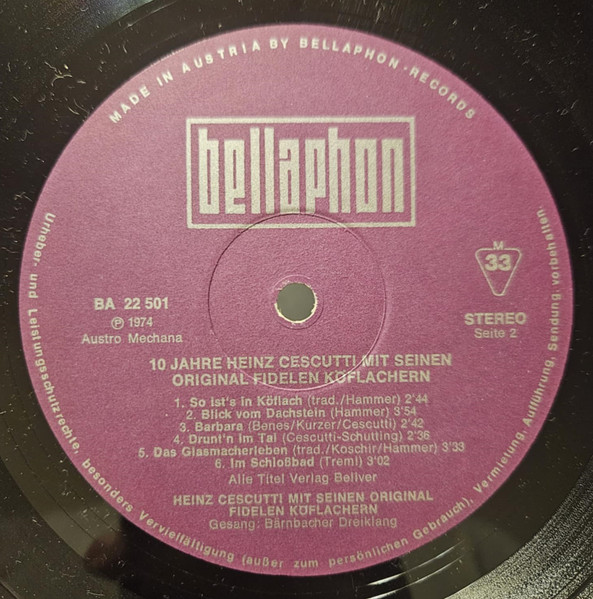 MADE IN AUSTRIA BY BELLAPHON-RECORDS
bellaphon
BA 22 501
Ⓟ 1974
Austro Mechana
M
33
STEREO
Seite 2
10 JAHRE HEINZ CESCUTTI MIT SEINEN
ORIGINAL FIDELEN KÖFLACHERN
1. So ist's in Köflach (trad./Hammer) 2'44
2. Blick vom Dachstein (Hammer) 3'54
3. Barbara (Benes/Kurzer/Cescutti) 2'42
4. Drunt'n im Tal (Cescutti-Schutting) 2'36
5. Das Glasmacherleben (trad./Koschir/Hammer) 3'33
6. Im Schloßbad (Treml) 3'02
Alle Titel Verlag Bellver
HEINZ CESCUTTI MIT SEINEN ORIGINAL
FIDELEN KÖFLACHERN
Gesang: Bärnbacher Dreiklang
Urheber- und Leistungsschutzrechte, besonders Vervielfältigung (außer zum persönlichen Gebrauch), Vermietung, Aufführung, Sendung vorbehalten.